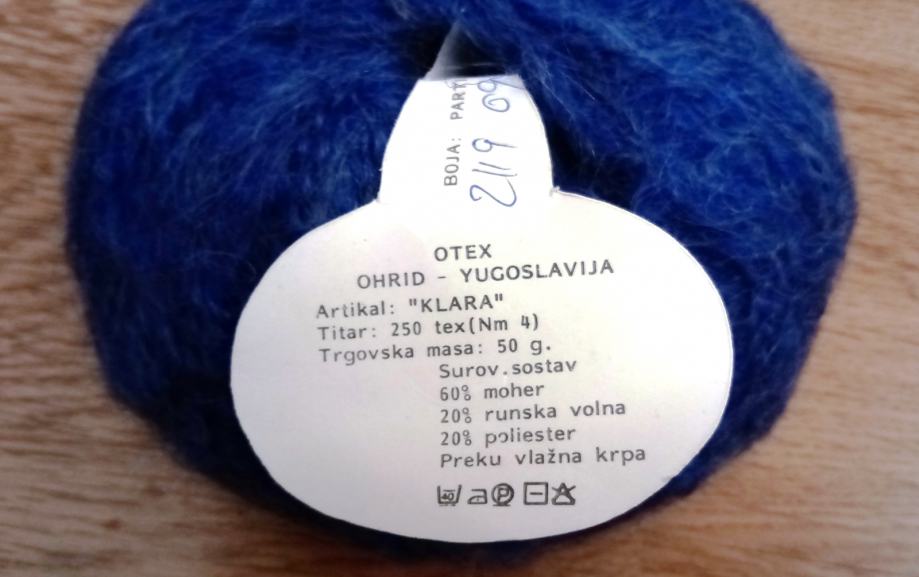 BOJA: PART
2119 09
OTEX
OHRID - YUGOSLAVIJA
Artikal: "KLARA"
Titar: 250 tex(Nm 4)
Trgovska masa: 50 g.
Surov.sostav
60% moher
20% runska volna
20% poliester
Preku vlažna krpa
40 P